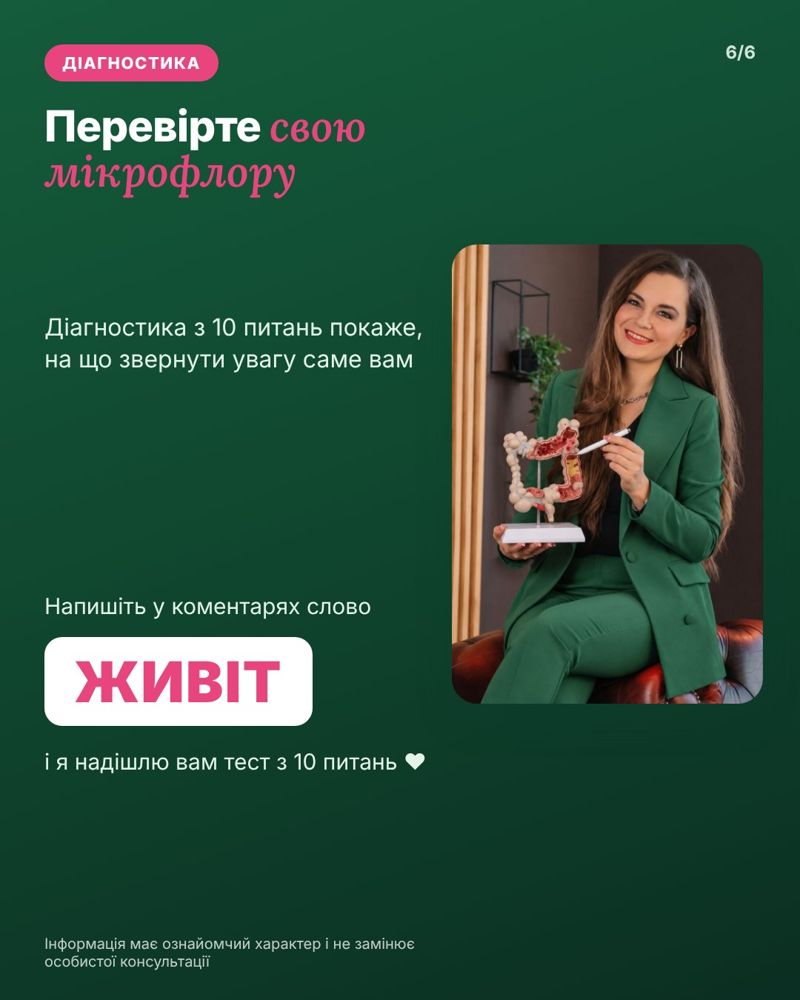 ДІАГНОСТИКА
6/6
Перевірте свою
мікрофлору
Діагностика з 10 питань покаже,
на що звернути увагу саме вам
Напишіть у коментарях слово
ЖИВІТ
і я надішлю вам тест з 10 питань ♥
Інформація має ознайомчий характер і не замінює
особистої консультації